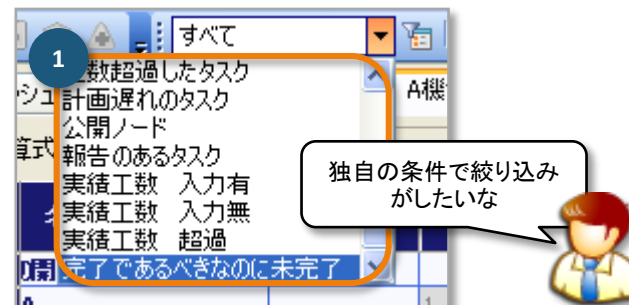 すべて
1
数超過したタスク
計画遅れのタスク
公開ノード
報告のあるタスク
実績工数 入力有
実績工数 入力無
実績工数 超過
完了であるべきなのに未完了
A機
算式
独自の条件で絞り込み
がしたいな
開
1